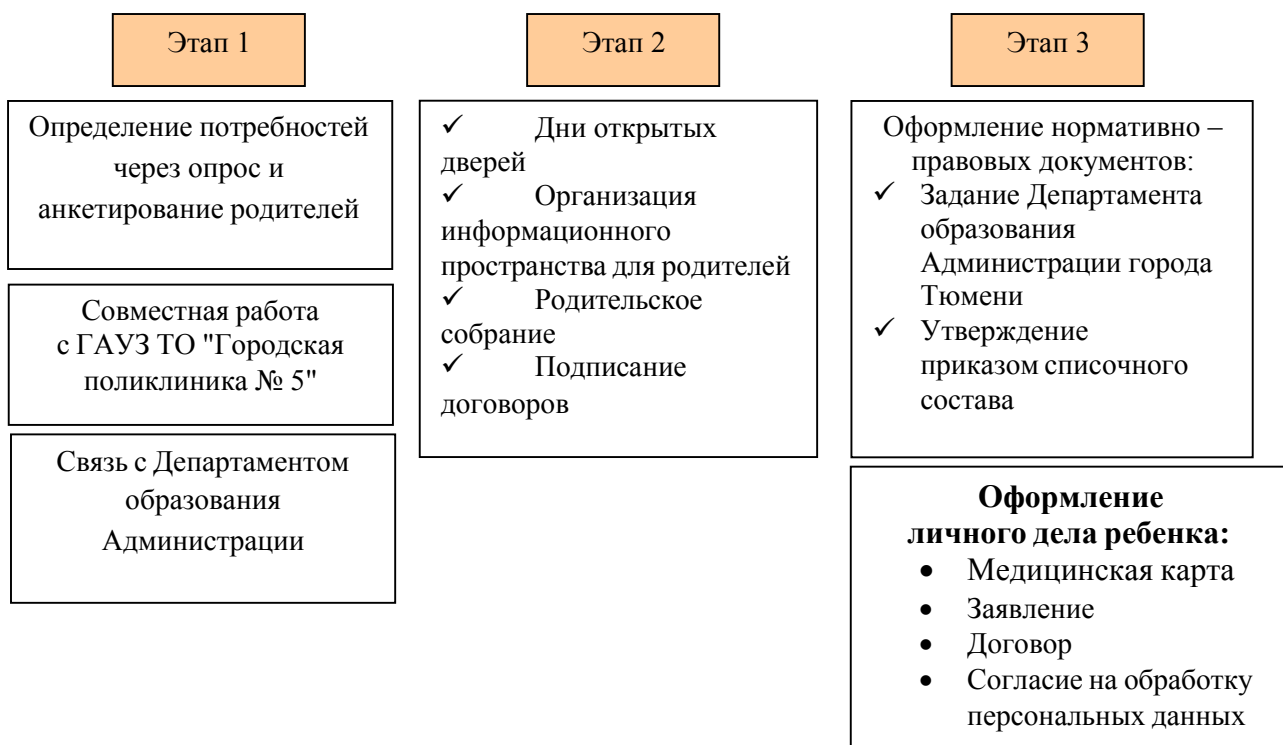 Этап 1
Определение потребностей
через опрос и
анкетирование родителей
Совместная работа
с ГАУЗ ТО "Городская
поликлиника № 5"
Связь с Департаментом
образования
Администрации
Этап 2
✓ Дни открытых
дверей
✓ Организация
информационного
пространства для родителей
✓ Родительское
собрание
✓ Подписание
договоров
Этап 3
Оформление нормативно –
правовых документов:
✓ Задание Департамента
образования
Администрации города
Тюмени
✓ Утверждение
приказом списочного
состава
Оформление
личного дела ребенка:
• Медицинская карта
• Заявление
• Договор
• Согласие на обработку
персональных данных